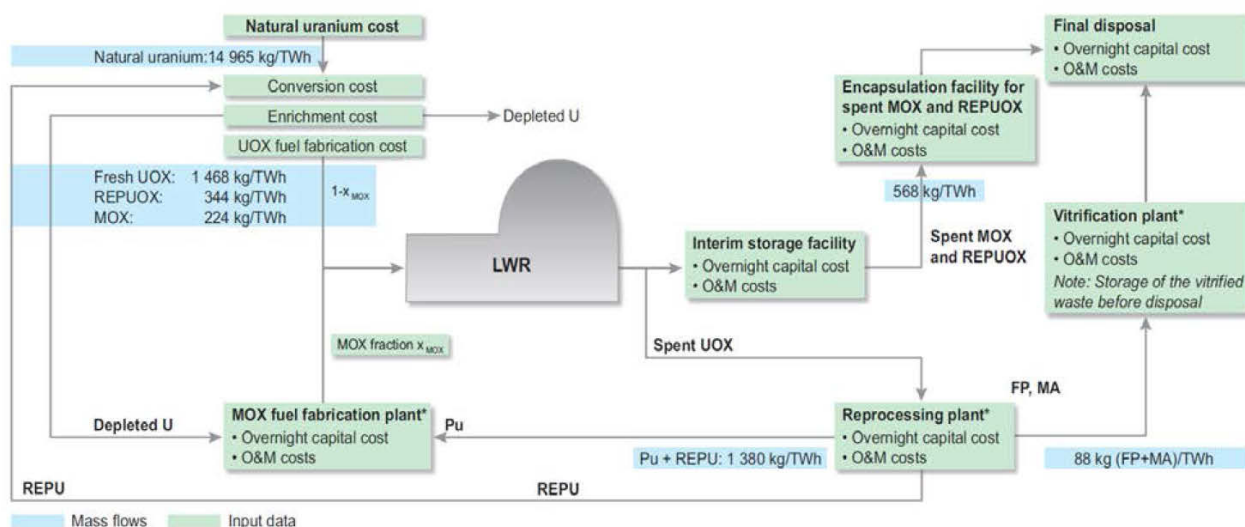 Natural uranium cost
Natural uranium:14 965 kg/TWh
Conversion cost
Enrichment cost
Depleted U
UOX fuel fabrication cost
Fresh UOX: 1 468 kg/TWh
REPUOX: 344 kg/TWh
MOX: 224 kg/TWh
1-x MOX
LWR
MOX fraction x MOX
Depleted U
MOX fuel fabrication plant*
• Overnight capital cost
• O&M costs
Pu
Interim storage facility
• Overnight capital cost
• O&M costs
Spent UOX
Encapsulation facility for
spent MOX and REPUOX
• Overnight capital cost
• O&M costs
568 kg/TWh
Spent MOX
and REPUOX
Final disposal
• Overnight capital cost
• O&M costs
Vitrification plant*
• Overnight capital cost
• O&M costs
Note: Storage of the vitrified
waste before disposal
FP, MA
Reprocessing plant*
• Overnight capital cost
• O&M costs
Pu + REPU: 1 380 kg/TWh
88 kg (FP+MA)/TWh
REPU
REPU
Mass flows
Input data